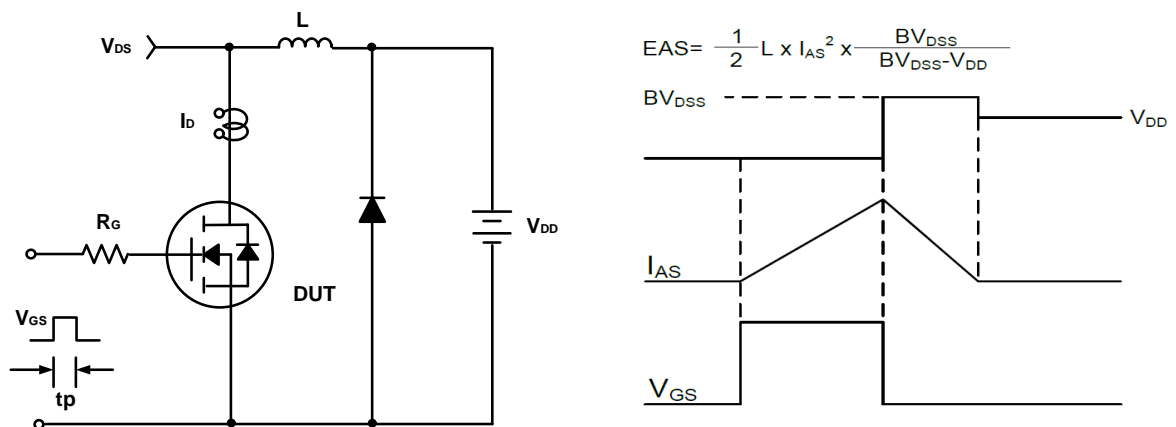 L
VDS
ID
RG
VDD
DUT
VGS
tp
EAS= 1/2 L x IAS² x BVDSS/BVDSS-VDD
BVDSS
VDD
IAS
VGS